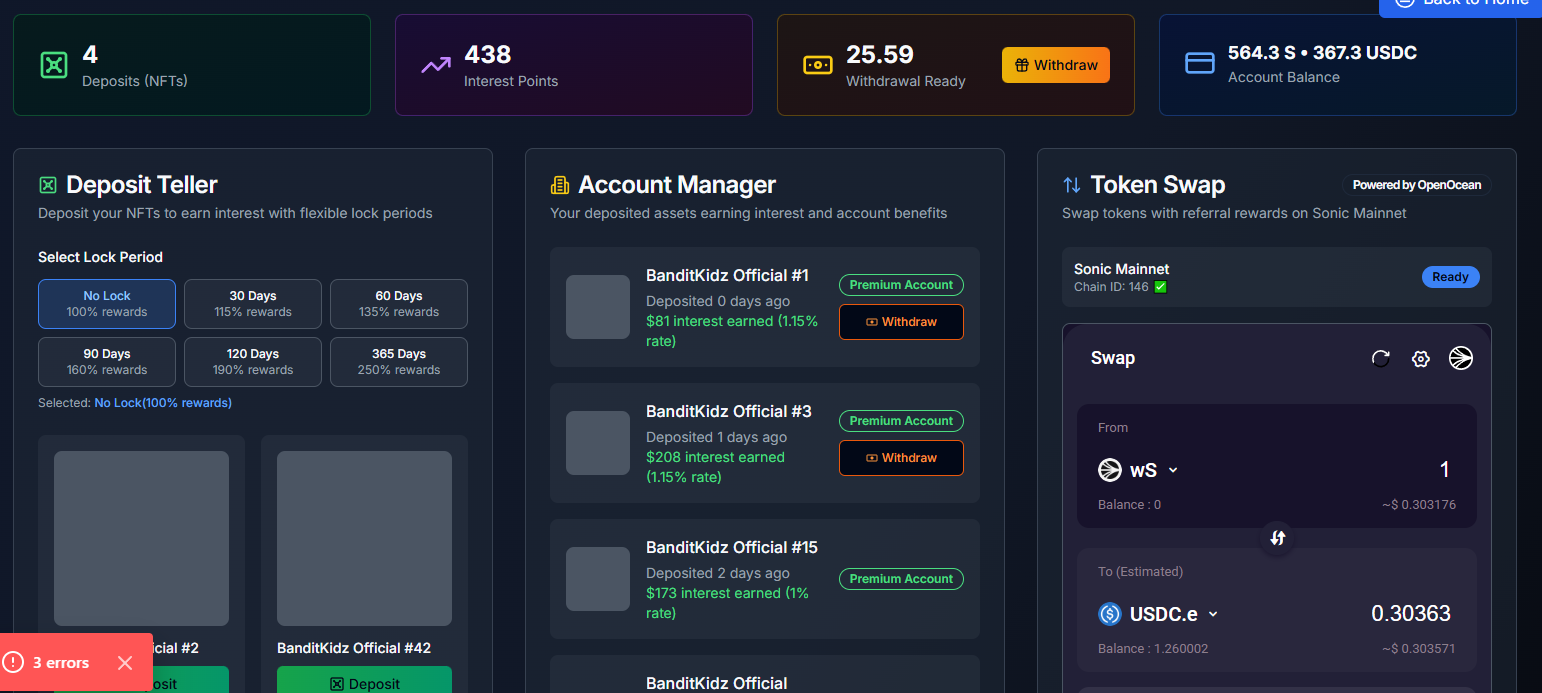 Back to Home
4
Deposits (NFTs)
438
Interest Points
25.59
Withdrawal Ready
Withdraw
564.3 S • 367.3 USDC
Account Balance
Deposit Teller
Deposit your NFTs to earn interest with flexible lock periods
Select Lock Period
No Lock
100% rewards
30 Days
115% rewards
60 Days
135% rewards
90 Days
160% rewards
120 Days
190% rewards
365 Days
250% rewards
Selected: No Lock(100% rewards)
icial #2
osit
BanditKidz Official #42
Deposit
3 errors
Account Manager
Your deposited assets earning interest and account benefits
BanditKidz Official #1
Deposited 0 days ago
$81 interest earned (1.15%
rate)
Premium Account
Withdraw
BanditKidz Official #3
Deposited 1 days ago
$208 interest earned
(1.15% rate)
Premium Account
Withdraw
BanditKidz Official #15
Deposited 2 days ago
$173 interest earned (1%
rate)
Premium Account
BanditKidz Official
Token Swap
Powered by OpenOcean
Swap tokens with referral rewards on Sonic Mainnet
Sonic Mainnet
Chain ID: 146 ✅
Ready
Swap
From
wS
1
Balance : 0
~$ 0.303176
To (Estimated)
USDC.e
0.30363
Balance : 1.260002
~$ 0.303571